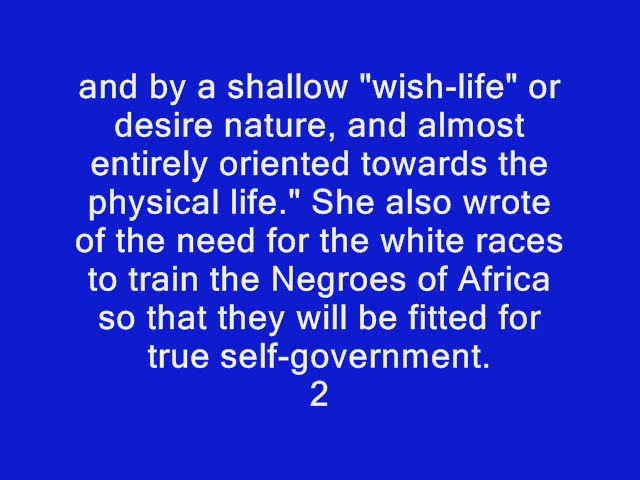 and by a shallow "wish-life" or
desire nature, and almost
entirely oriented towards the
physical life." She also wrote
of the need for the white races
to train the Negroes of Africa
so that they will be fitted for
true self-government.
2